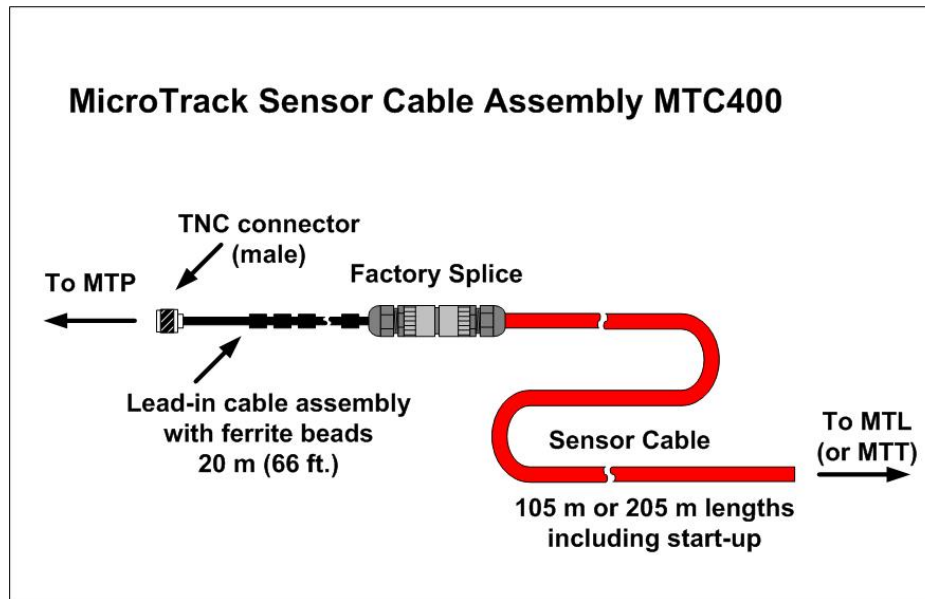 MicroTrack Sensor Cable Assembly MTC400
TNC connector
(male)
To MTP
Factory Splice
Lead-in cable assembly
with ferrite beads
20 m (66 ft.)
Sensor Cable
To MTL
(or MTT)
105 m or 205 m lengths
including start-up